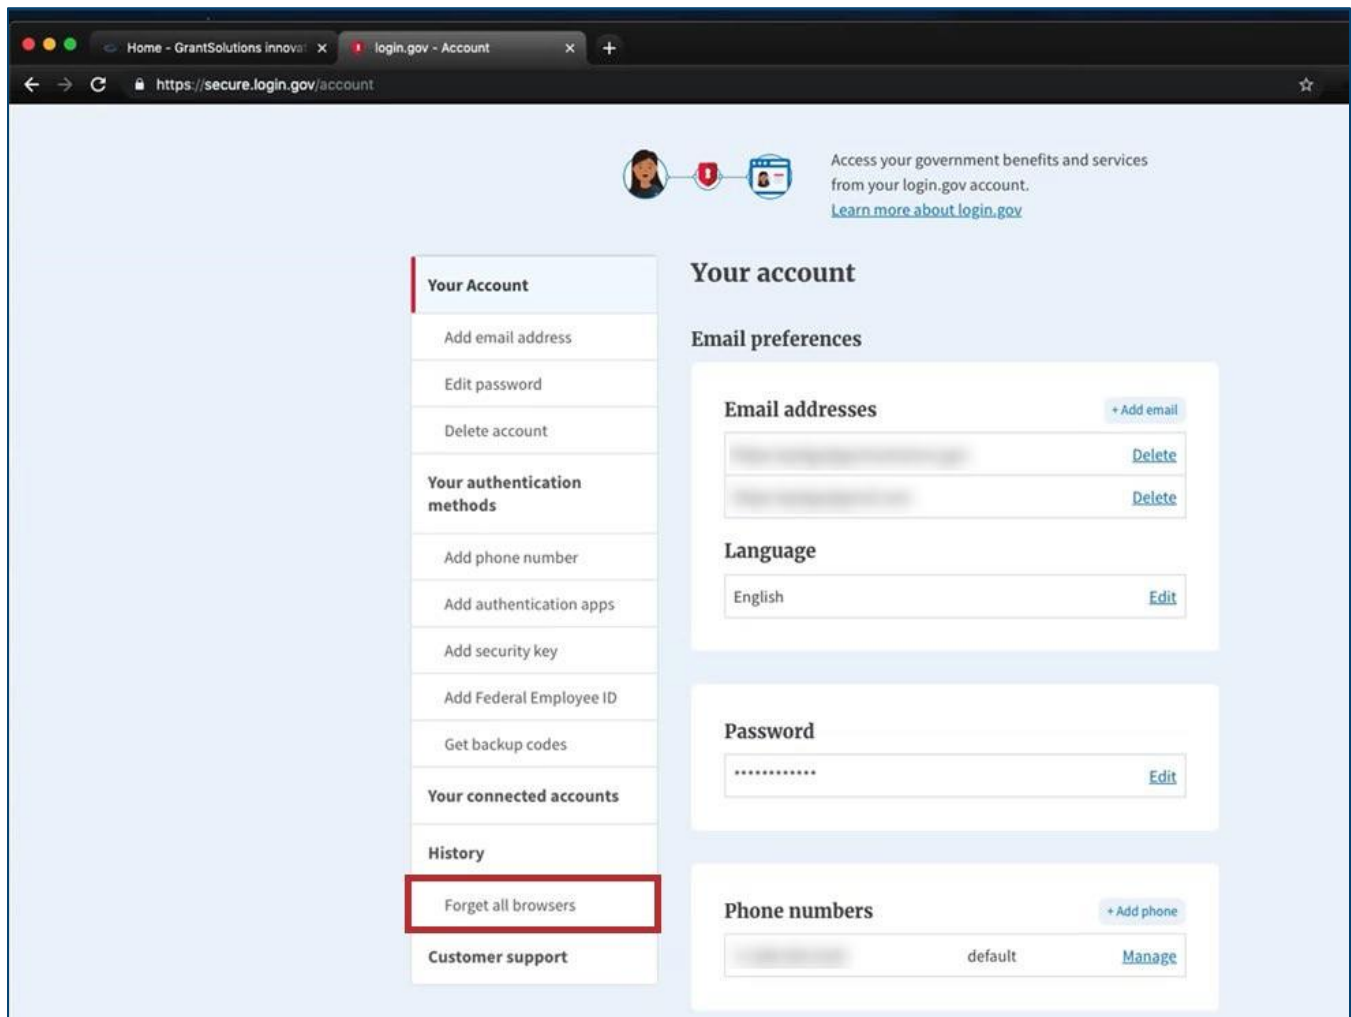 Home - GrantSolutions innova
login.gov - Account
https://secure.login.gov/account
Access your government benefits and services
from your login.gov account.
Learn more about login.gov
Your Account
Add email address
Edit password
Delete account
Your authentication
methods
Add phone number
Add authentication apps
Add security key
Add Federal Employee ID
Get backup codes
Your connected accounts
History
Forget all browsers
Customer support
Your account
Email preferences
Email addresses
+ Add email
Delete
Delete
Language
English
Edit
Password
••••••••••••
Edit
Phone numbers
+ Add phone
default
Manage